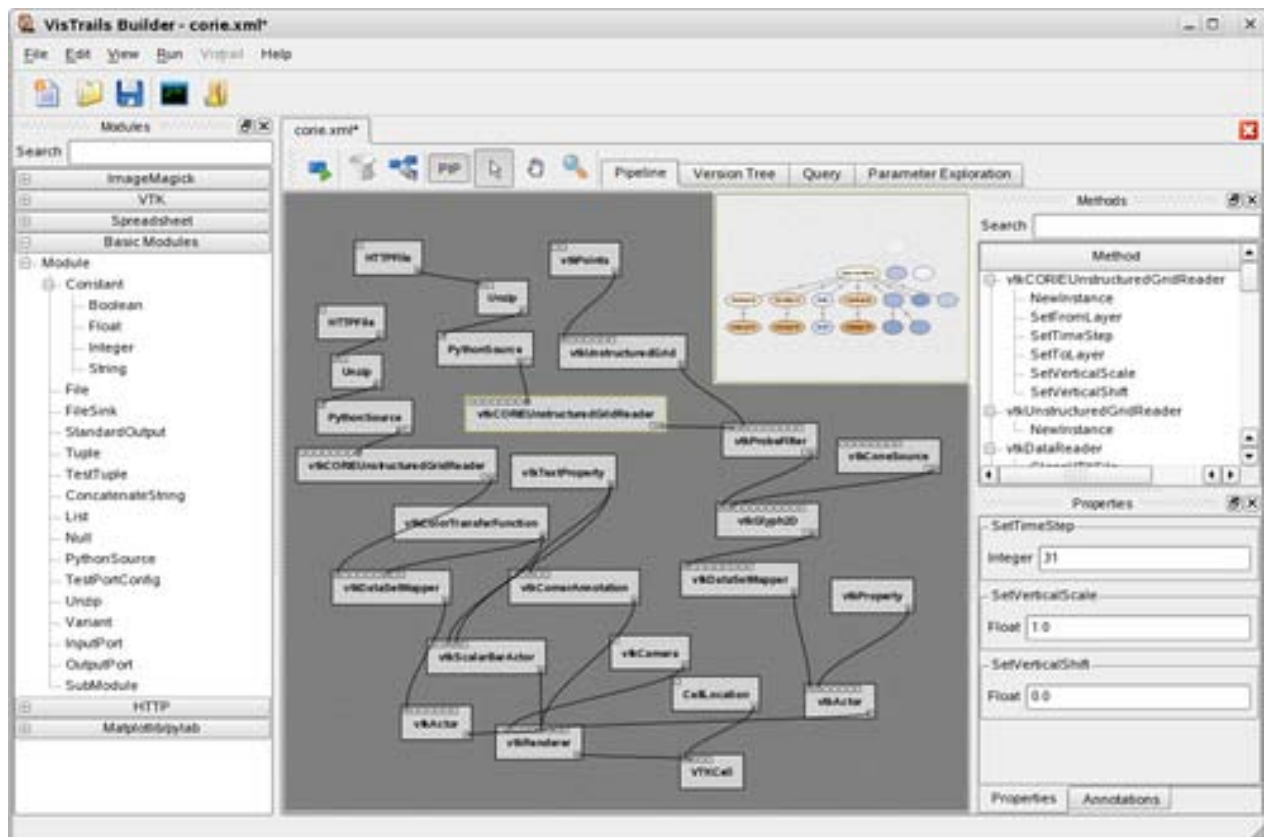 VisTrails Builder - corie.xml*
File Edit View Run Vistrail Help
Modules
Search
ImageMagick
VTK
Spreadsheet
Basic Modules
Module
Constant
Boolean
Float
Integer
String
File
FileSink
StandardOutput
Tuple
TestTuple
ConcatenateString
List
Null
PythonSource
TestPortConfig
Unzip
Variant
InputPort
OutputPort
SubModule
HTTP
Matplotlib/pylab
corie.xml*
PIP
Pipeline Version Tree Query Parameter Exploration
HTTPFile
vtkPoints
Unzip
HTTPFile
PythonSource
vtkUnstructuredGrid
Unzip
vtkCORIEUnstructuredGridReader
PythonSource
vtkProbeFilter
vtkConeSource
vtkCORIEUnstructuredGridReader
vtkTextProperty
vtkColorTransferFunction
vtkGlyph2D
vtkDataSetMapper
vtkCornerAnnotation
vtkDataSetMapper
vtkProperty
vtkScalarBarActor
vtkCamera
CellLocation
vtkActor
vtkActor
vtkRenderer
VTKCell
Methods
Search
Method
vtkCORIEUnstructuredGridReader
NewInstance
SetFromLayer
SetTimeStep
SetToLayer
SetVerticalScale
SetVerticalShift
vtkUnstructuredGridReader
NewInstance
vtkDataReader
Properties
SetTimeStep
Integer 31
SetVerticalScale
Float 1.0
SetVerticalShift
Float 0.0
Properties Annotations